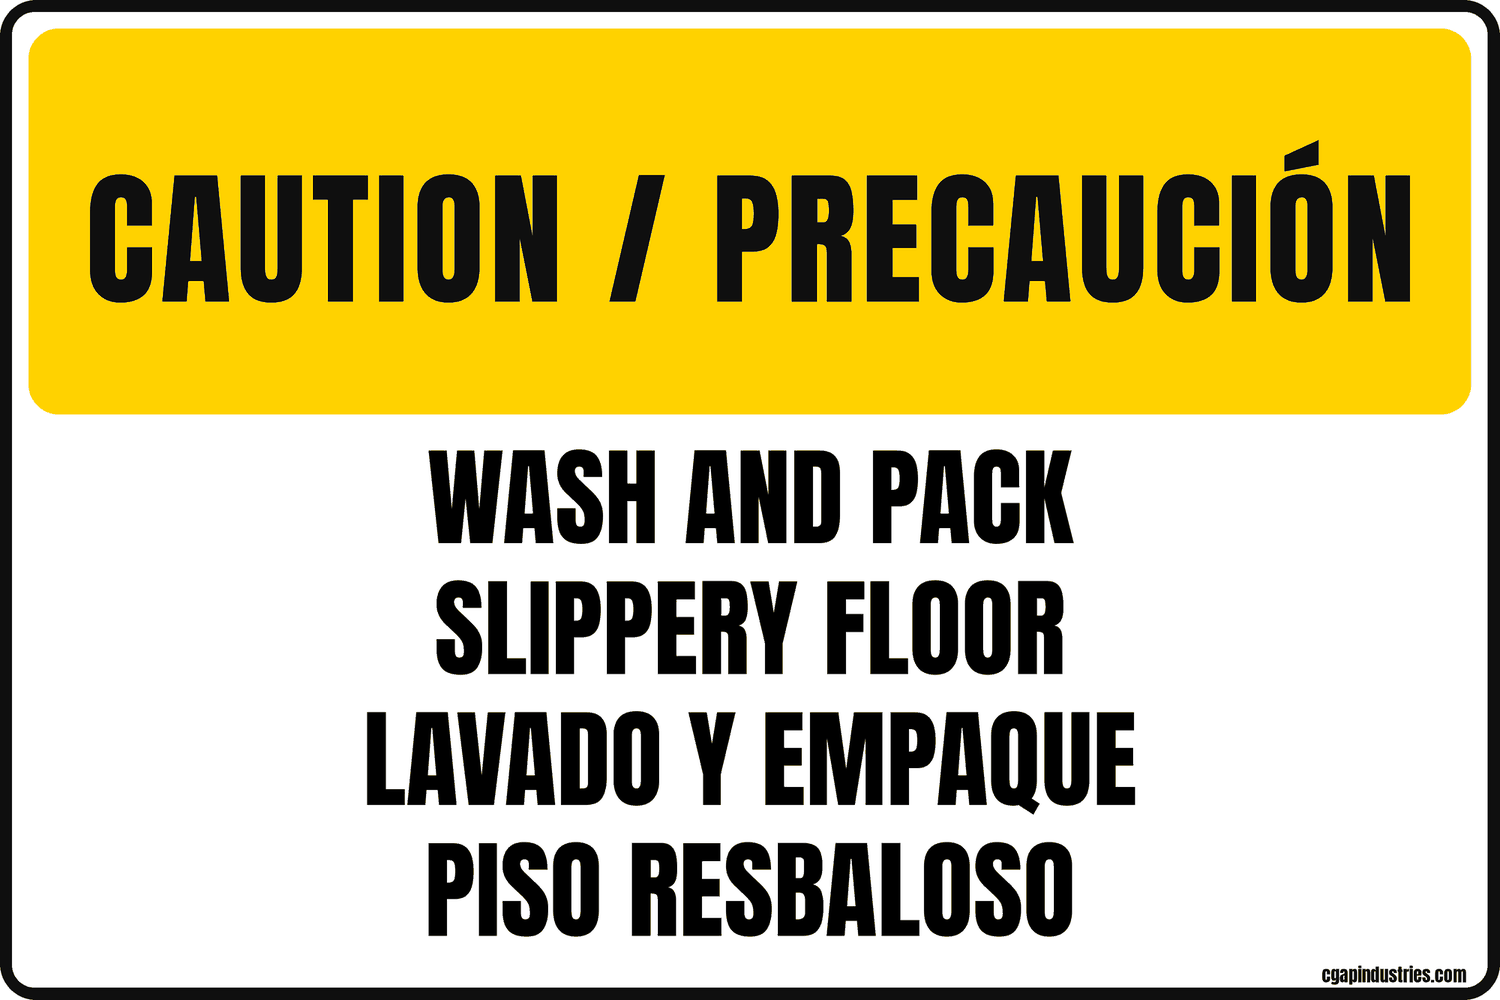 CAUTION / PRECAUCIÓN
WASH AND PACK
SLIPPERY FLOOR
LAVADO Y EMPAQUE
PISO RESBALOSO
cgapindustries.com